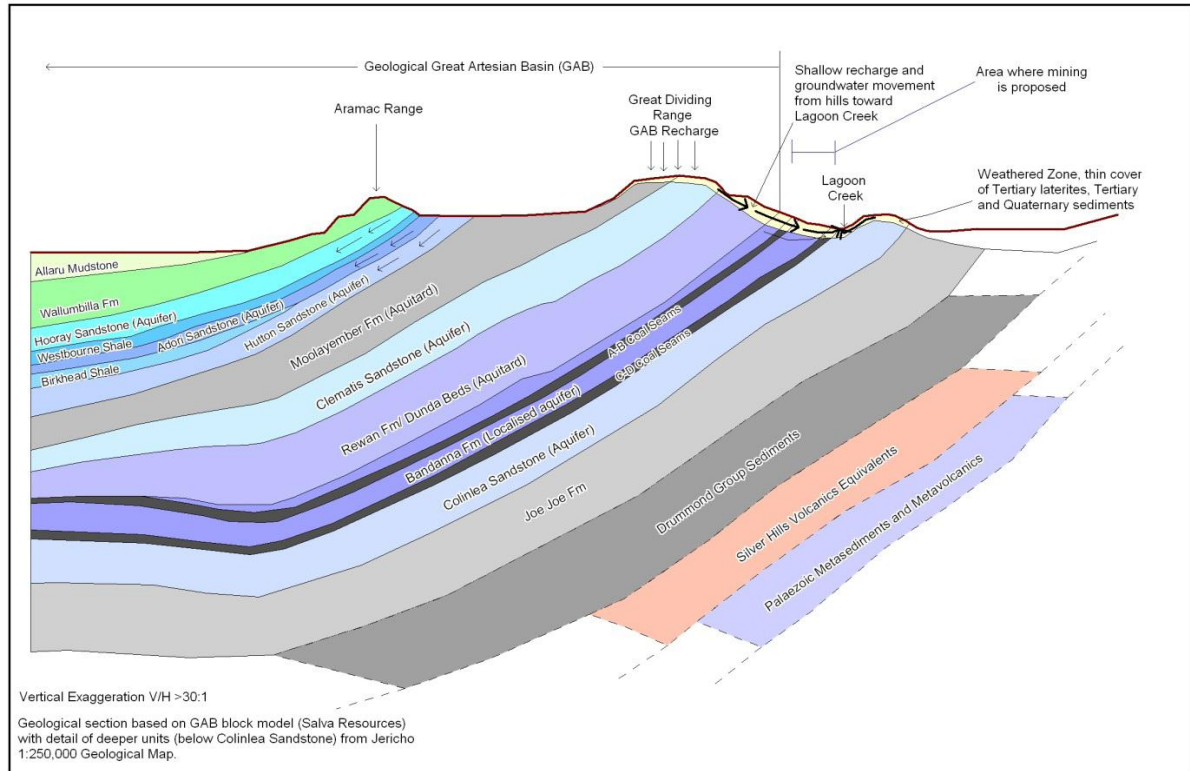 Geological Great Artesian Basin (GAB)
Shallow recharge and
groundwater movement
from hills toward
Lagoon Creek
Area where mining
is proposed
Aramac Range
Great Dividing
Range
GAB Recharge
Lagoon
Creek
Weathered Zone, thin cover
of Tertiary laterites, Tertiary
and Quaternary sediments
Allaru Mudstone
Wallumbilla Fm
Hooray Sandstone (Aquifer)
Westbourne Shale
Adori Sandstone (Aquifer)
Birkhead Shale
Hutton Sandstone (Aquifer)
Moolayember Fm (Aquitard)
Clematis Sandstone (Aquifer)
Rewan Fm/ Dunda Beds (Aquitard)
A-B Coal Seams
Bandanna Fm (Localised aquifer)
C-D Coal Seams
Colinlea Sandstone (Aquifer)
Joe Joe Fm
Drummond Group Sediments
Silver Hills Volcanics Equivalents
Palaezoic Metasediments and Metavolcanics
Vertical Exaggeration V/H >30:1
Geological section based on GAB block model (Salva Resources)
with detail of deeper units (below Colinlea Sandstone) from Jericho
1:250,000 Geological Map.